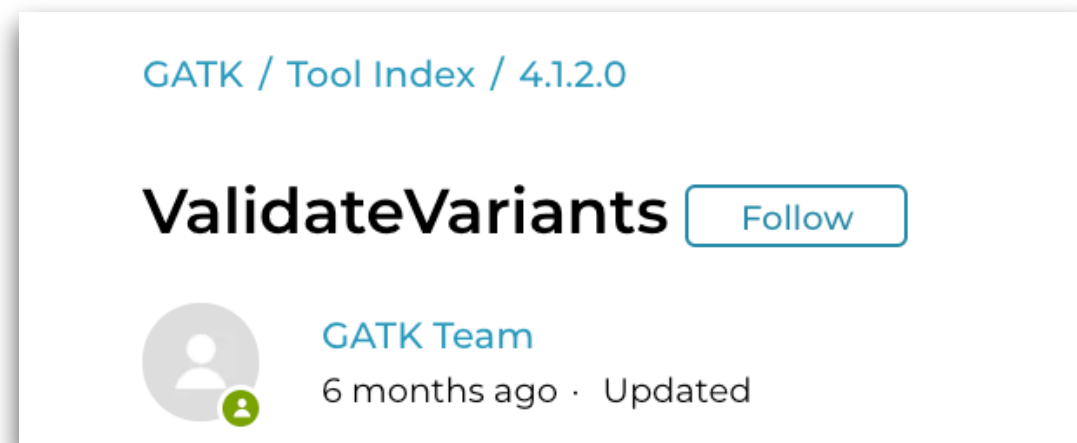 GATK / Tool Index / 4.1.2.0
ValidateVariants Follow
GATK Team
6 months ago · Updated